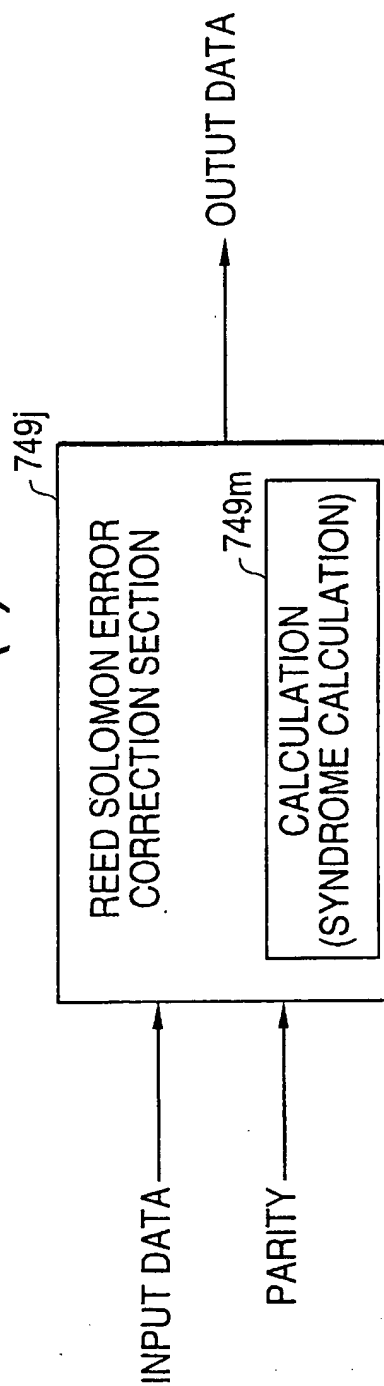 749j
REED SOLOMON ERROR
CORRECTION SECTION
749m
CALCULATION
(SYNDROME CALCULATION)
INPUT DATA
PARITY
OUTUT DATA